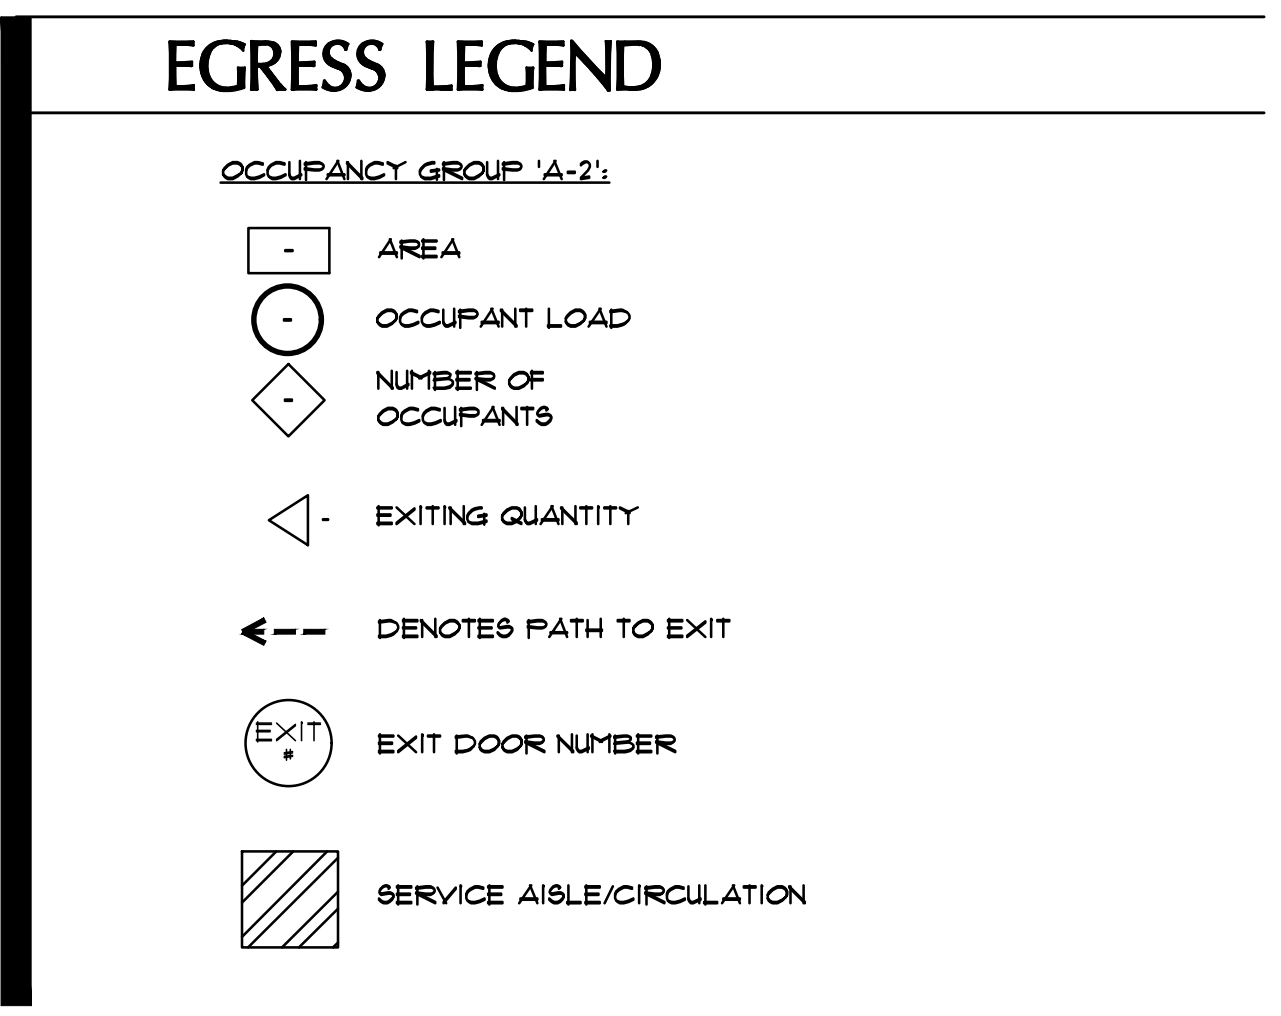 EGRESS LEGEND
OCCUPANCY GROUP 'A-2':
- AREA
- OCCUPANT LOAD
NUMBER OF
- OCCUPANTS
- EXITING QUANTITY
DENOTES PATH TO EXIT
EXIT
#
EXIT DOOR NUMBER
SERVICE AISLE/CIRCULATION